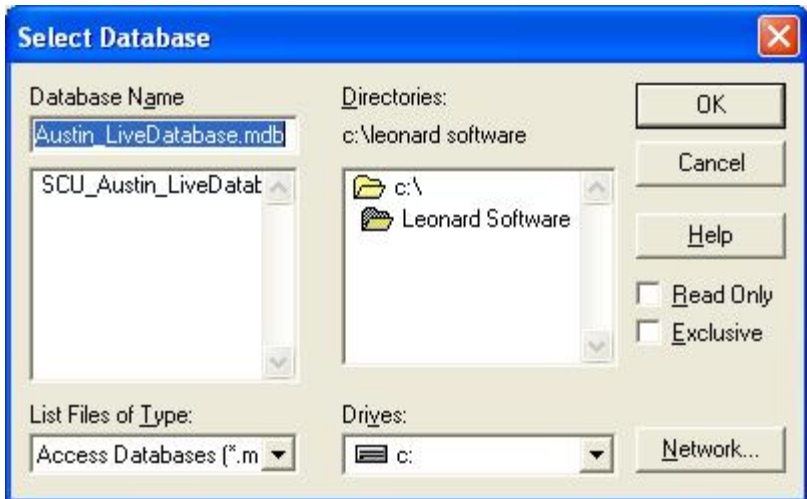 Select Database
Database Name
Austin_LiveDatabase.mdb
SCU_Austin_LiveDatab
List Files of Type:
Access Databases (*.m
Directories:
c:\leonard software
c:\
Leonard Software
Drives:
c:
OK
Cancel
Help
Read Only
Exclusive
Network...